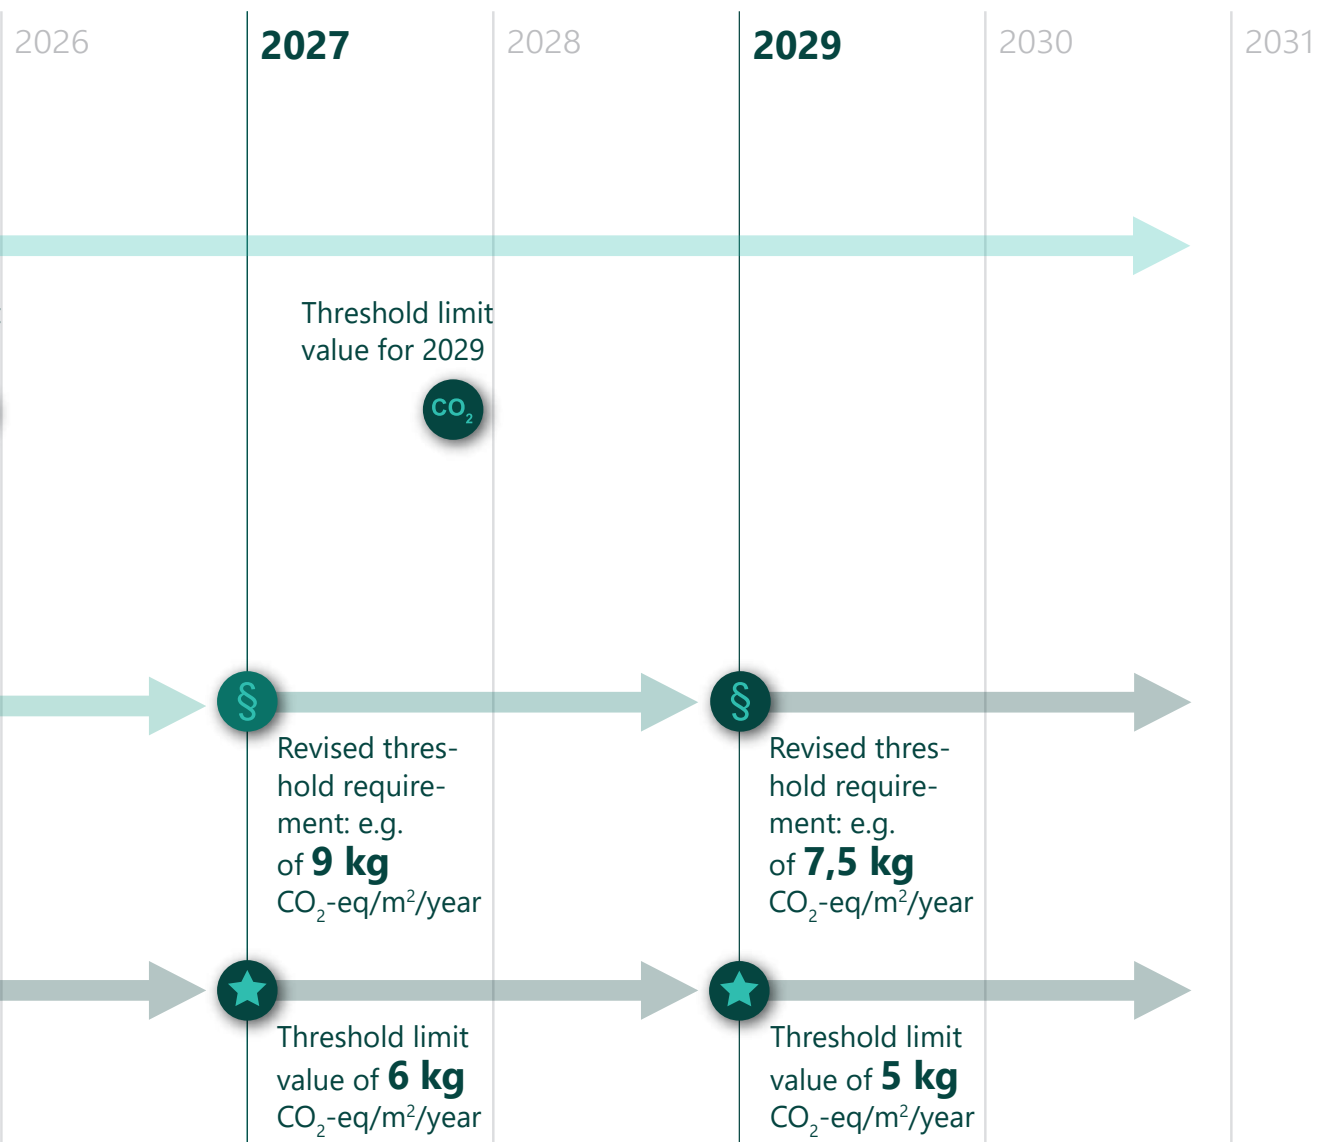 2026
2027
2028
2029
2030
2031
Threshold limit
value for 2029
CO₂
§
§
Revised thres-
hold require-
ment: e.g.
of 9 kg
CO₂-eq/m²/year
Revised thres-
hold require-
ment: e.g.
of 7,5 kg
CO₂-eq/m²/year
Threshold limit
value of 6 kg
CO₂-eq/m²/year
Threshold limit
value of 5 kg
CO₂-eq/m²/year